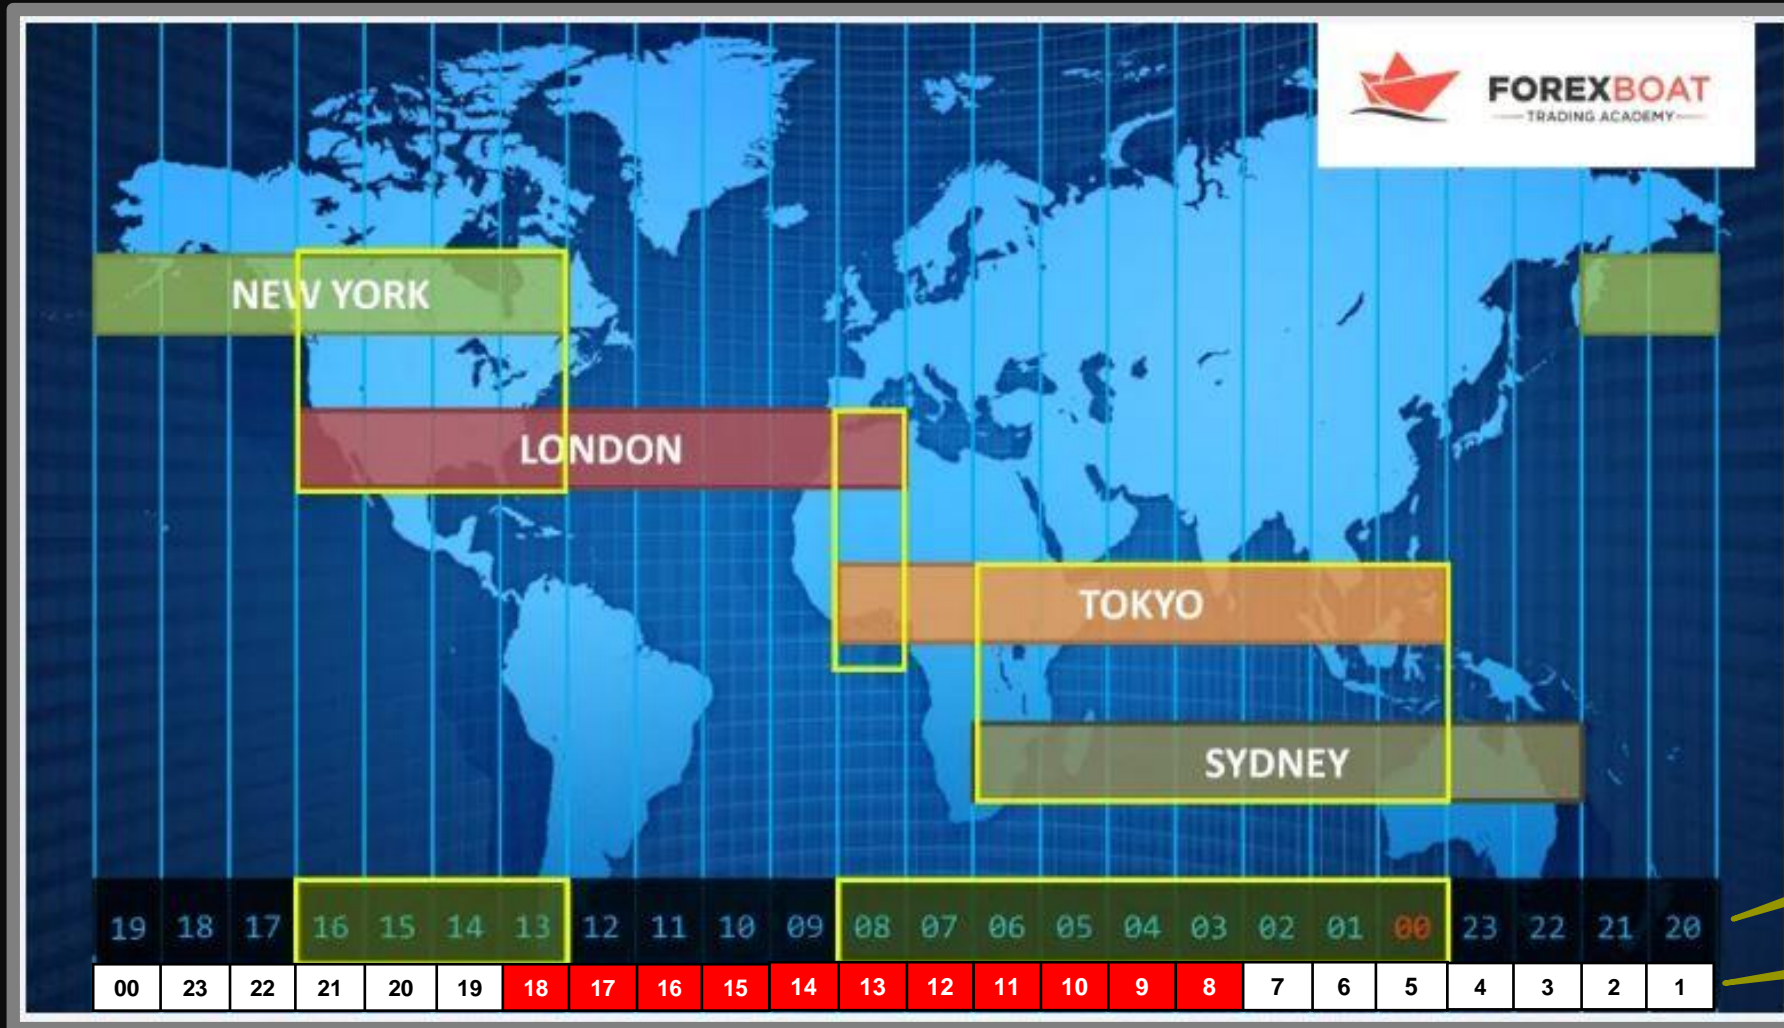 FOREXBOAT
TRADING ACADEMY
NEW YORK
LONDON
TOKYO
SYDNEY
19 18 17 16 15 14 13 12 11 10 09 08 07 06 05 04 03 02 01 00 23 22 21 20
00 23 22 21 20 19 18 17 16 15 14 13 12 11 10 9 8 7 6 5 4 3 2 1